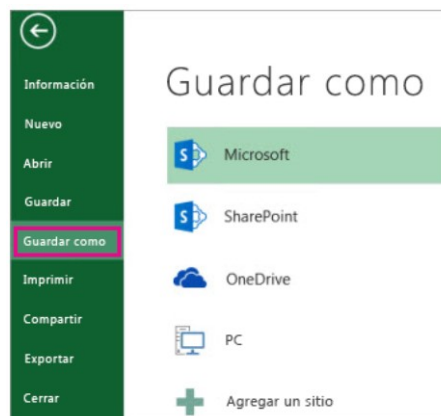 Información
Nuevo
Abrir
Guardar
Guardar como
Imprimir
Compartir
Exportar
Cerrar
Guardar como
S Microsoft
S SharePoint
OneDrive
PC
Agregar un sitio